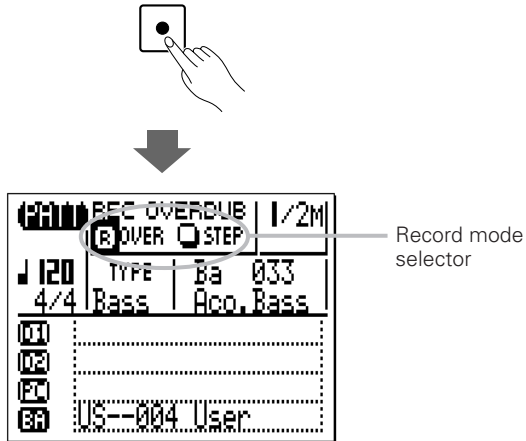 PATT REC OVERDUB 1/2M
R OVER STEP
Record mode
selector
♩120 TYPE Ba 033
4/4 Bass Aco.Bass
D1
D2
PC
BA US--004 User